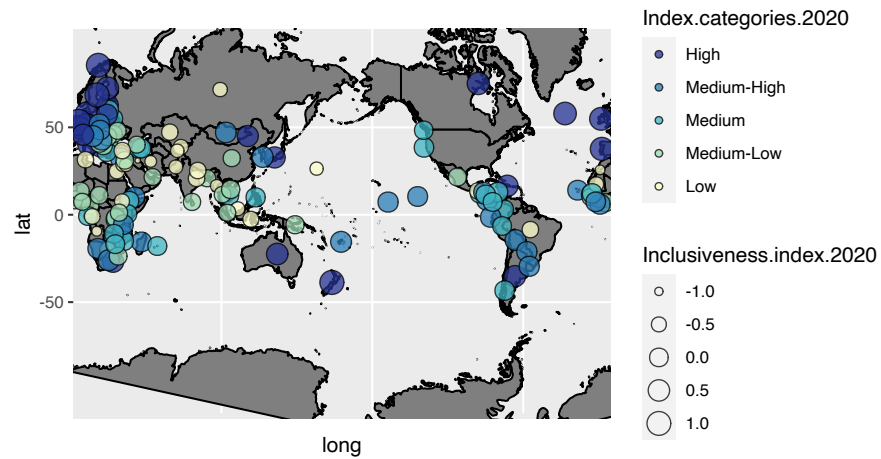 Index.categories.2020
High
Medium-High
Medium
Medium-Low
Low
50
0
-50
lat
long
Inclusiveness.index.2020
-1.0
-0.5
0.0
0.5
1.0